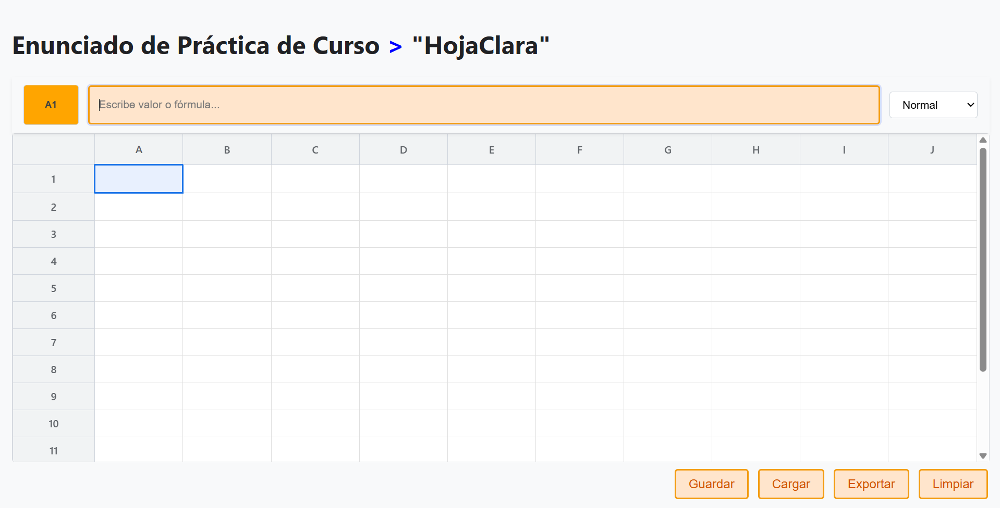 Enunciado de Práctica de Curso > "HojaClara"
A1 Escribe valor o fórmula... Normal
A B C D E F G H I J
1
2
3
4
5
6
7
8
9
10
11
Guardar Cargar Exportar Limpiar